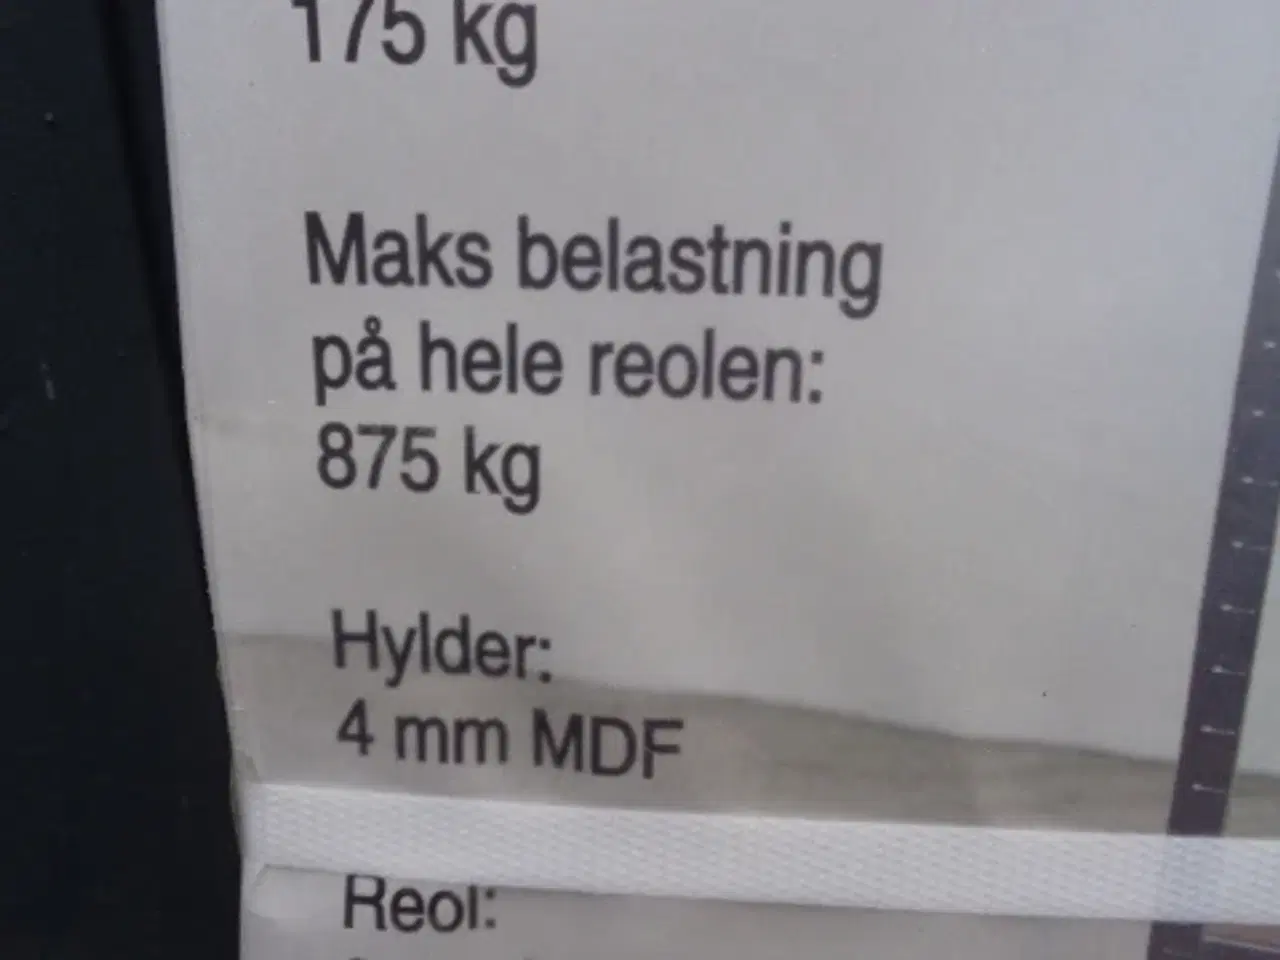 175 kg
Maks belastning
på hele reolen:
875 kg
Hylder:
4 mm MDF
Reol: